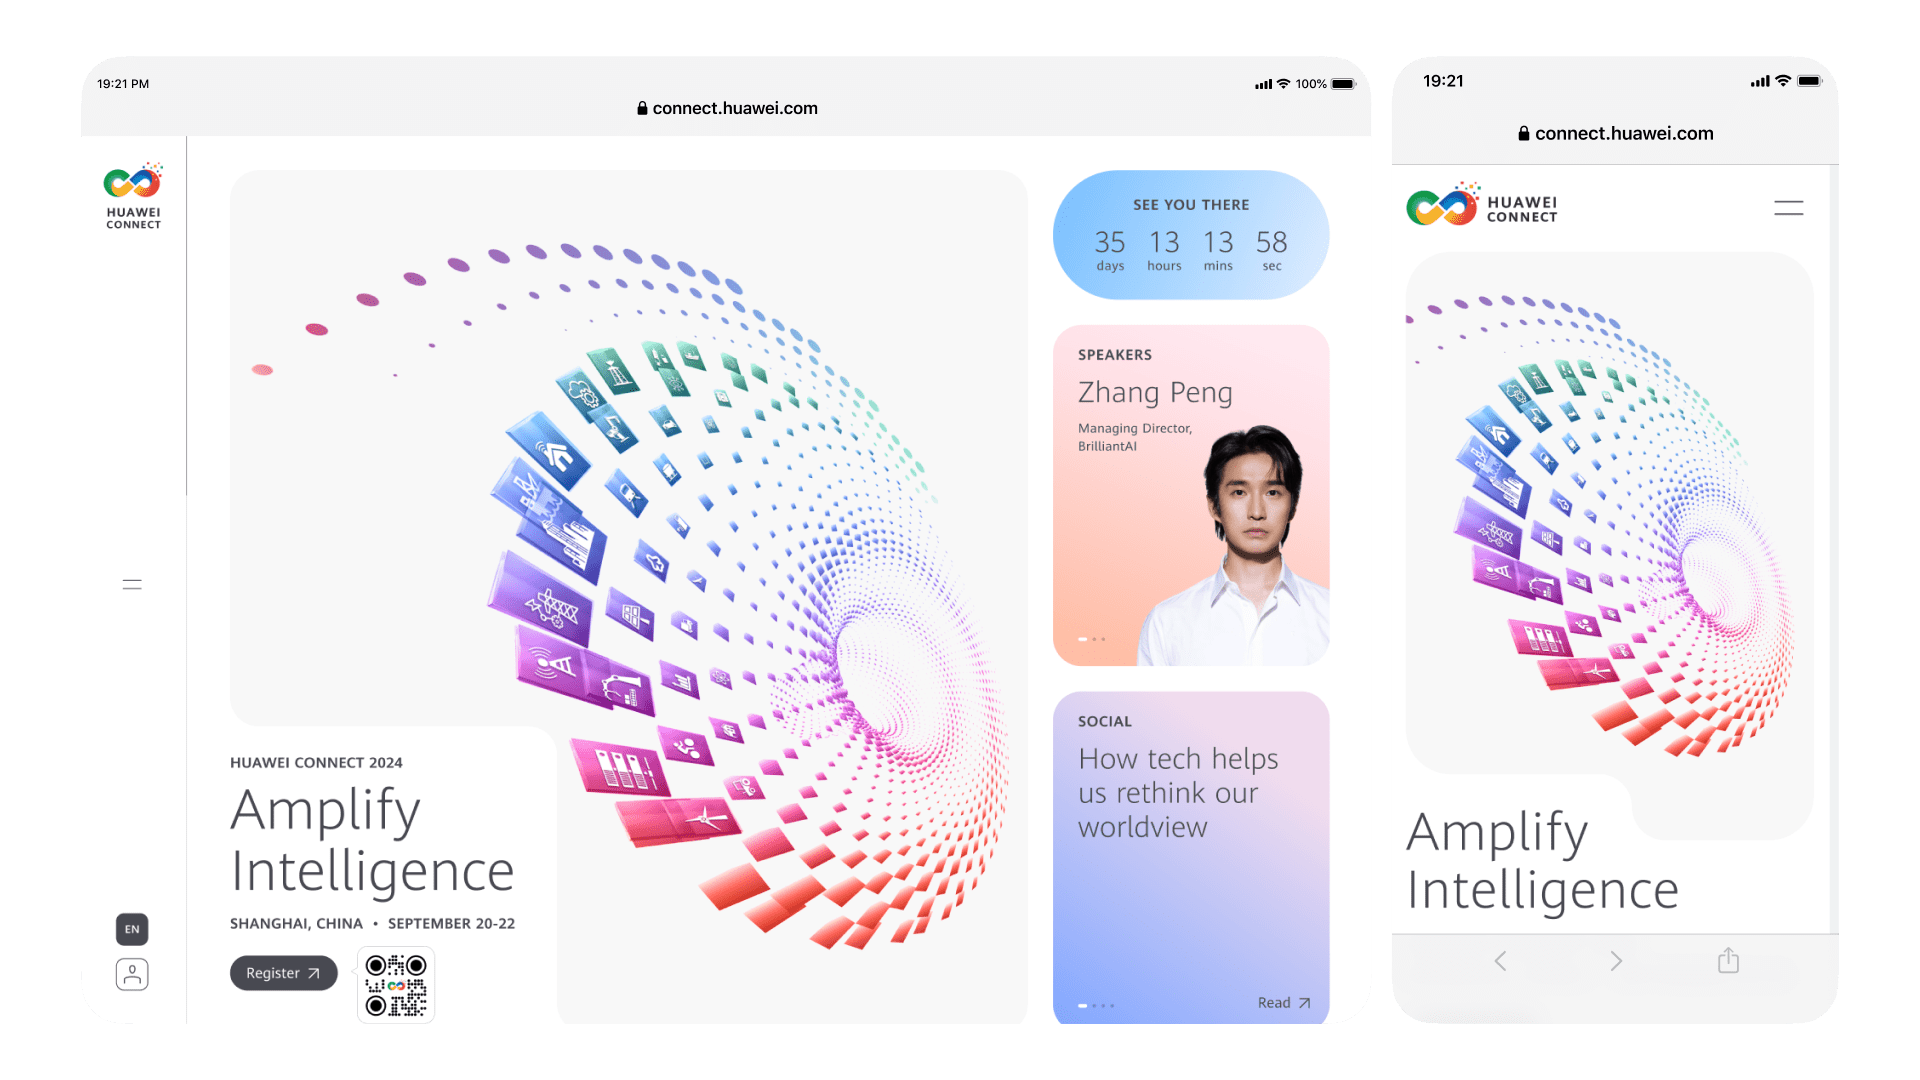 19:21 PM
100%
connect.huawei.com
HUAWEI
CONNECT
SEE YOU THERE
35 13 13 58
days hours mins sec
SPEAKERS
Zhang Peng
Managing Director,
BrilliantAI
SOCIAL
How tech helps
us rethink our
worldview
Read
HUAWEI CONNECT 2024
Amplify
Intelligence
SHANGHAI, CHINA • SEPTEMBER 20-22
Register
EN
19:21
connect.huawei.com
HUAWEI
CONNECT
Amplify
Intelligence